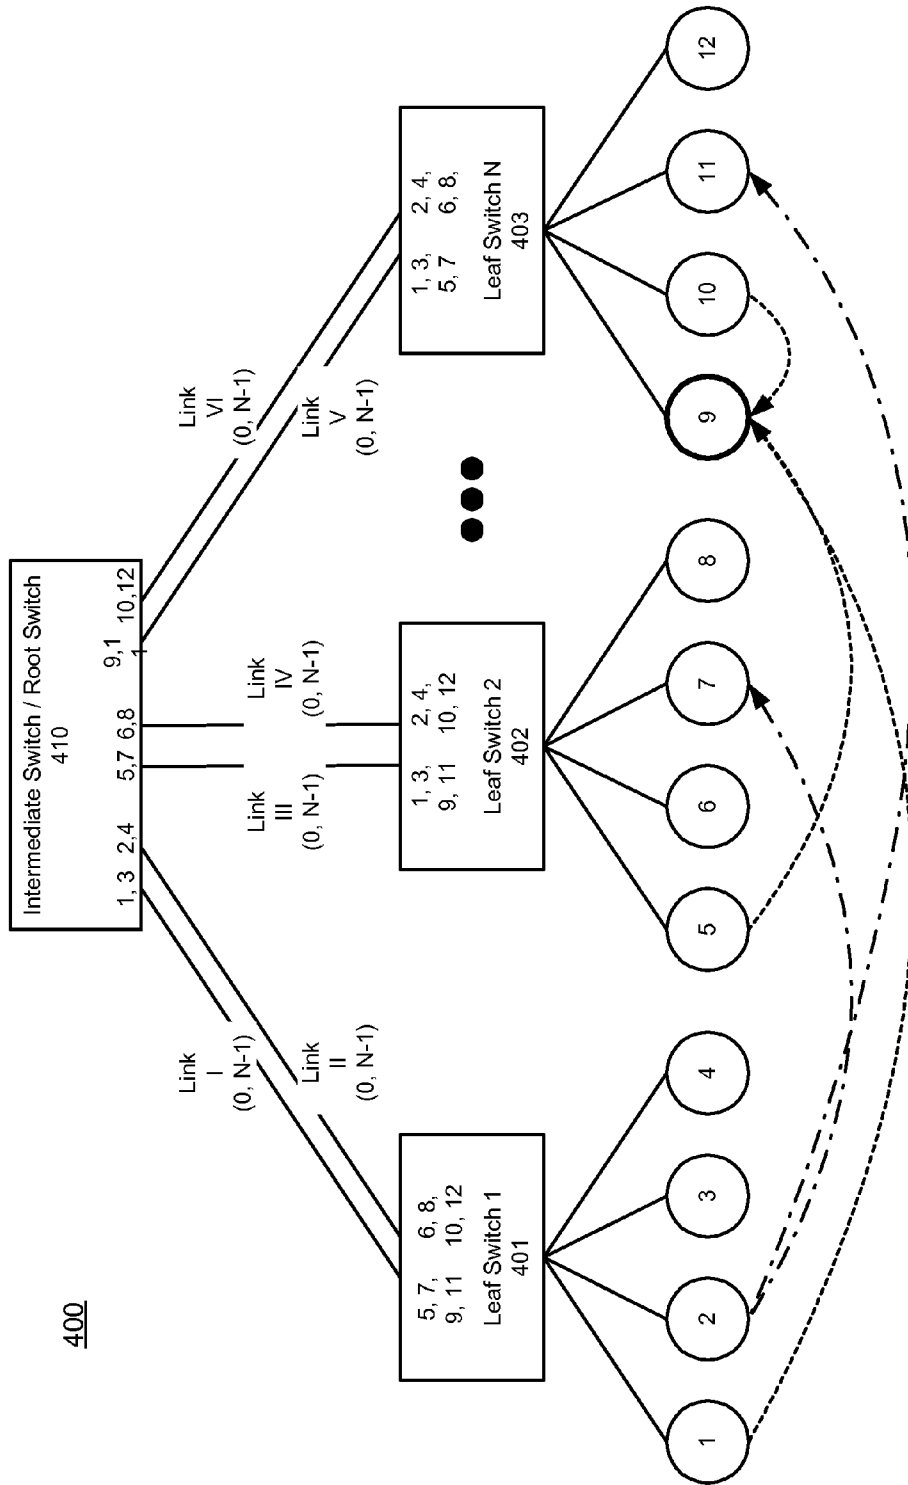 400
Intermediate Switch / Root Switch
410
1, 3
2,4
5,7
6,8
9,1
1
10,12
Link
I
(0, N-1)
Link
II
(0, N-1)
Link
III
(0, N-1)
Link
IV
(0, N-1)
Link
V
(0, N-1)
Link
VI
(0, N-1)
5, 7,
9, 11
6, 8,
10, 12
Leaf Switch 1
401
1, 3,
9, 11
2, 4,
10, 12
Leaf Switch 2
402
1, 3,
5, 7
2, 4,
6, 8,
Leaf Switch N
403
1
2
3
4
5
6
7
8
9
10
11
12